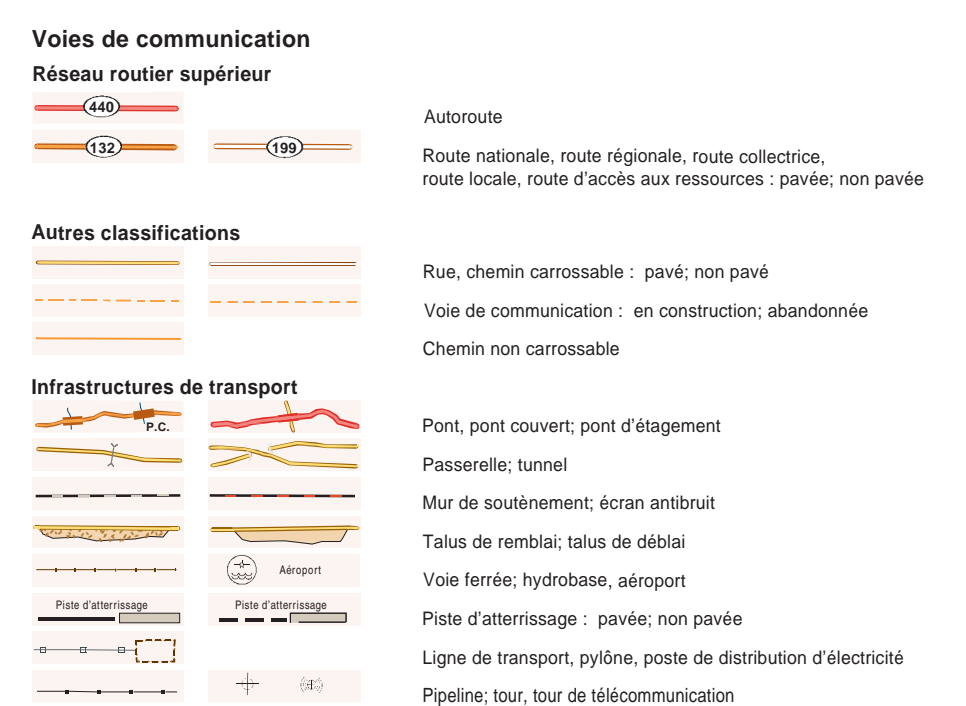 Voies de communication
Réseau routier supérieur
440
Autoroute
132
199
Route nationale, route régionale, route collectrice,
route locale, route d'accès aux ressources : pavée; non pavée
Autres classifications
Rue, chemin carrossable : pavé; non pavé
Voie de communication : en construction; abandonnée
Chemin non carrossable
Infrastructures de transport
P.C.
Pont, pont couvert; pont d'étagement
Passerelle; tunnel
Mur de soutènement; écran antibruit
Talus de remblai; talus de déblai
Aéroport
Voie ferrée; hydrobase, aéroport
Piste d'atterrissage
Piste d'atterrissage
Piste d'atterrissage : pavée; non pavée
Ligne de transport, pylône, poste de distribution d'électricité
Pipeline; tour, tour de télécommunication